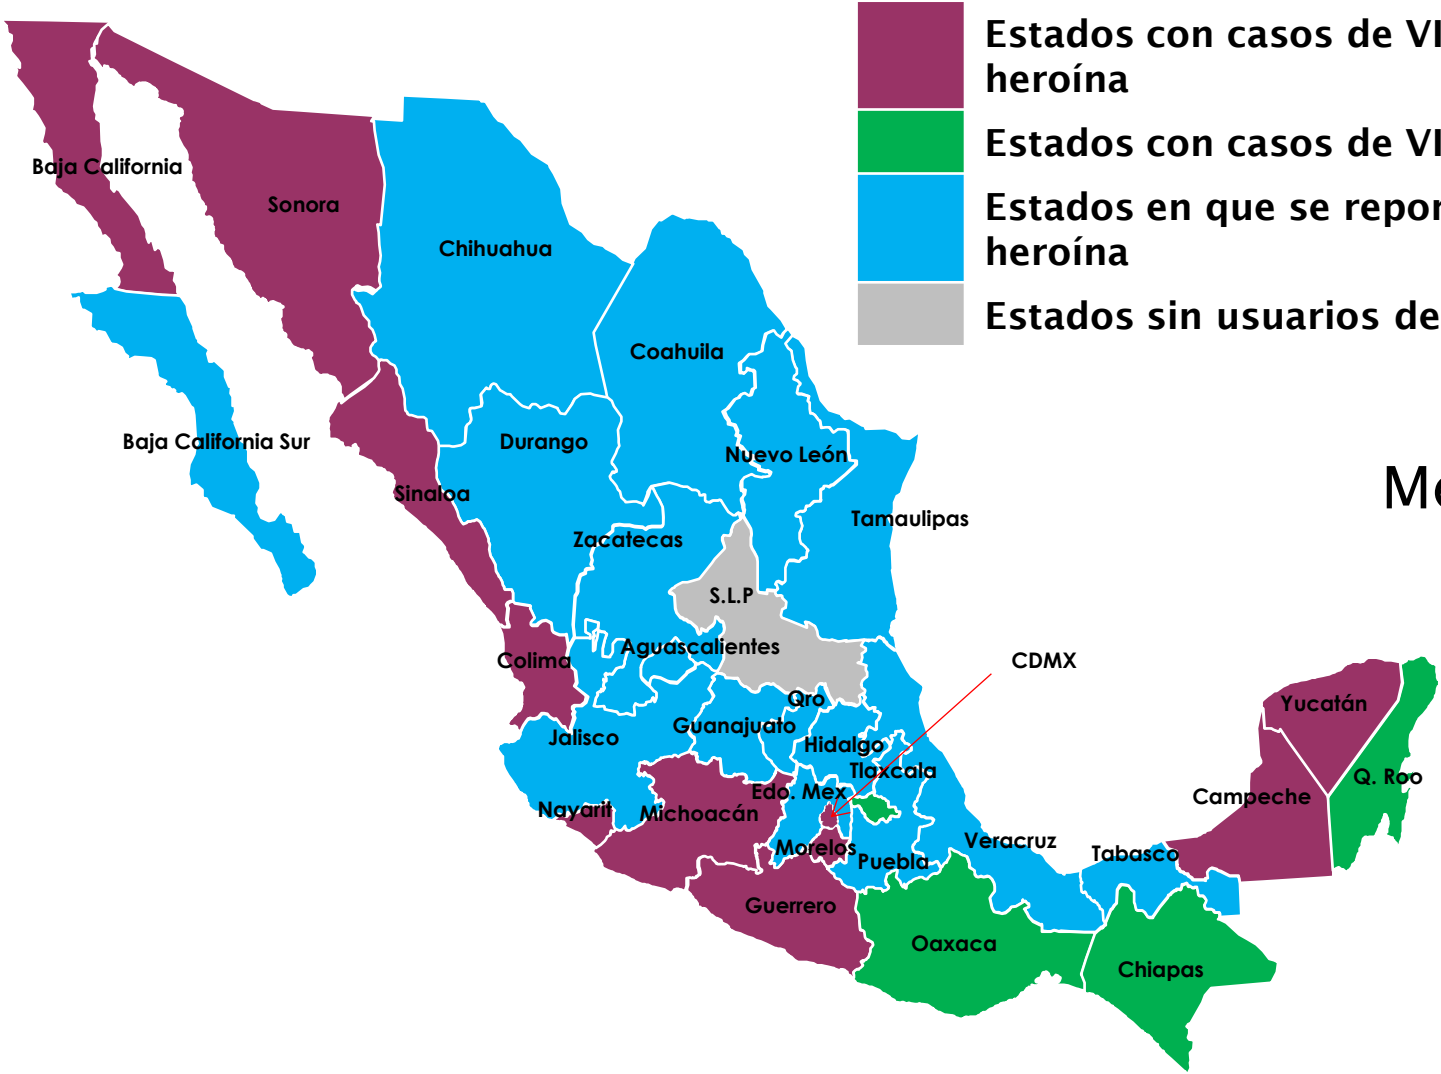 Estados con casos de VI
heroína
Estados con casos de VI
Estados en que se repor
heroína
Estados sin usuarios de
Baja California
Sonora
Chihuahua
Coahuila
Baja California Sur
Durango
Nuevo León
Sinaloa
Tamaulipas
Zacatecas
S.L.P
Aguascalientes
Colima
CDMX
Qro
Yucatán
Guanajuato
Jalisco
Hidalgo
Tlaxcala
Q. Roo
Edo. Mex
Campeche
Nayarit
Michoacán
Morelos
Veracruz
Tabasco
Puebla
Guerrero
Oaxaca
Chiapas
Me